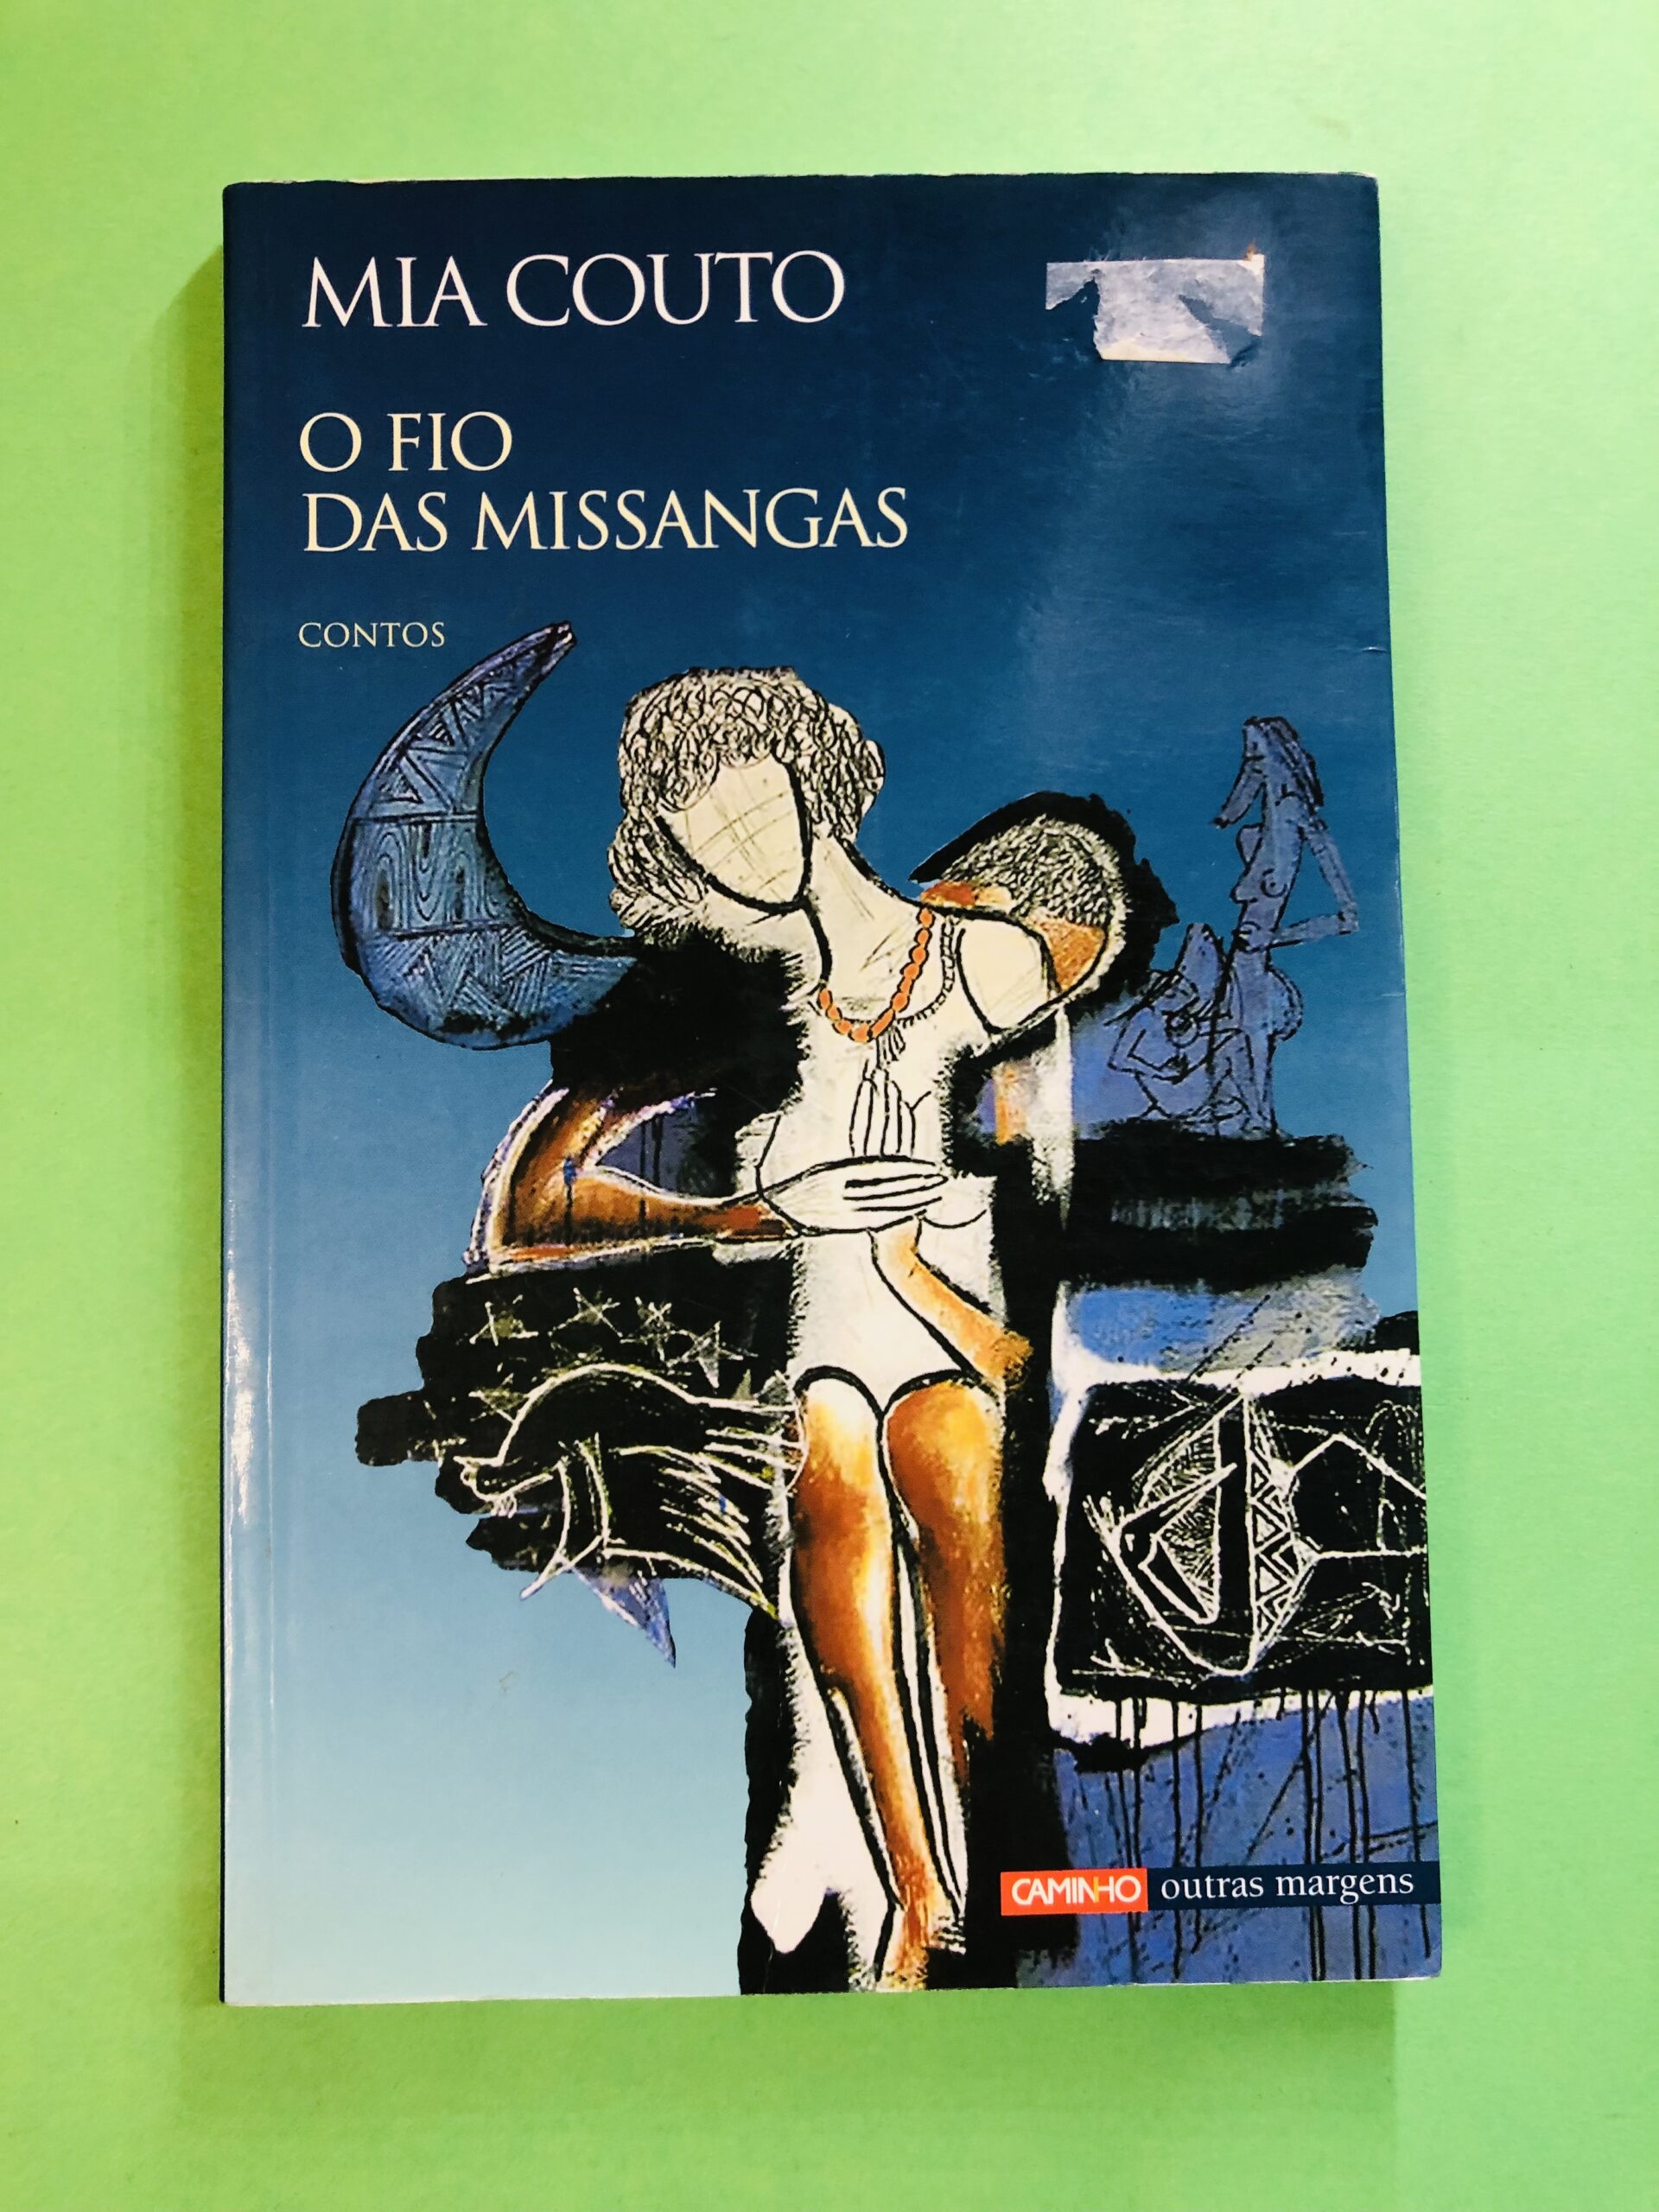 MIA COUTO
O FIO
DAS MISSANGAS
CONTOS
CAMINHO outras margens